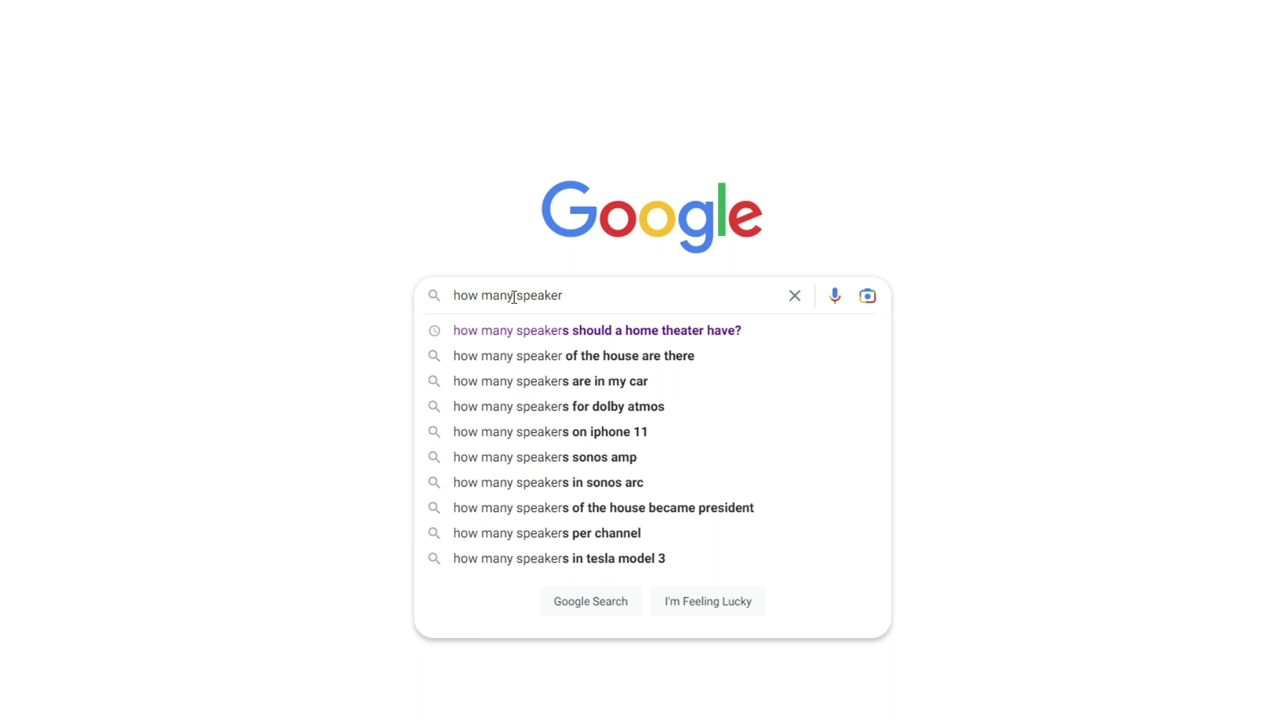 Google
how many speaker
how many speakers should a home theater have?
how many speaker of the house are there
how many speakers are in my car
how many speakers for dolby atmos
how many speakers on iphone 11
how many speakers sonos amp
how many speakers in sonos arc
how many speakers of the house became president
how many speakers per channel
how many speakers in tesla model 3
Google Search I'm Feeling Lucky